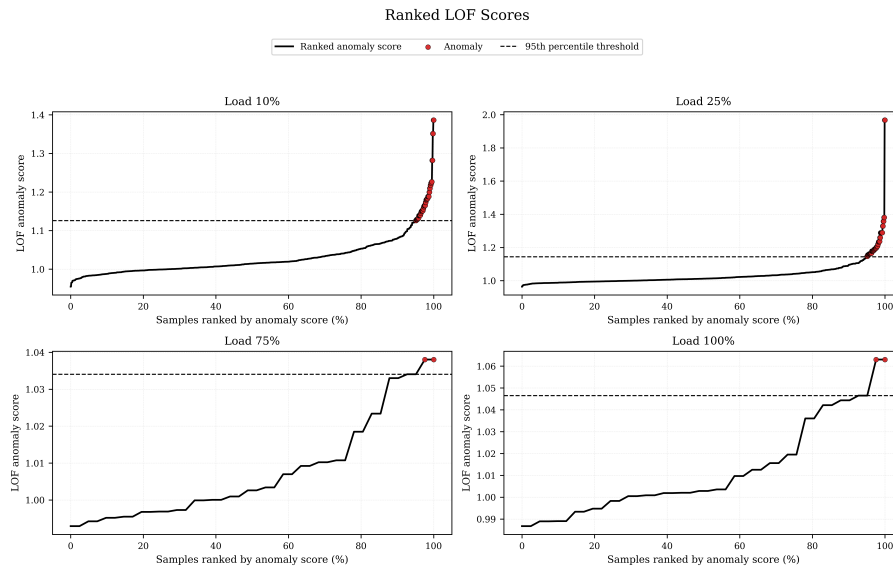 Ranked LOF Scores
Ranked anomaly score Anomaly 95th percentile threshold
Load 10%
LOF anomaly score
1.4
1.3
1.2
1.1
1.0
0 20 40 60 80 100
Samples ranked by anomaly score (%)
Load 25%
LOF anomaly score
2.0
1.8
1.6
1.4
1.2
1.0
0 20 40 60 80 100
Samples ranked by anomaly score (%)
Load 75%
LOF anomaly score
1.04
1.03
1.02
1.01
1.00
0 20 40 60 80 100
Samples ranked by anomaly score (%)
Load 100%
LOF anomaly score
1.06
1.05
1.04
1.03
1.02
1.01
1.00
0.99
0 20 40 60 80 100
Samples ranked by anomaly score (%)